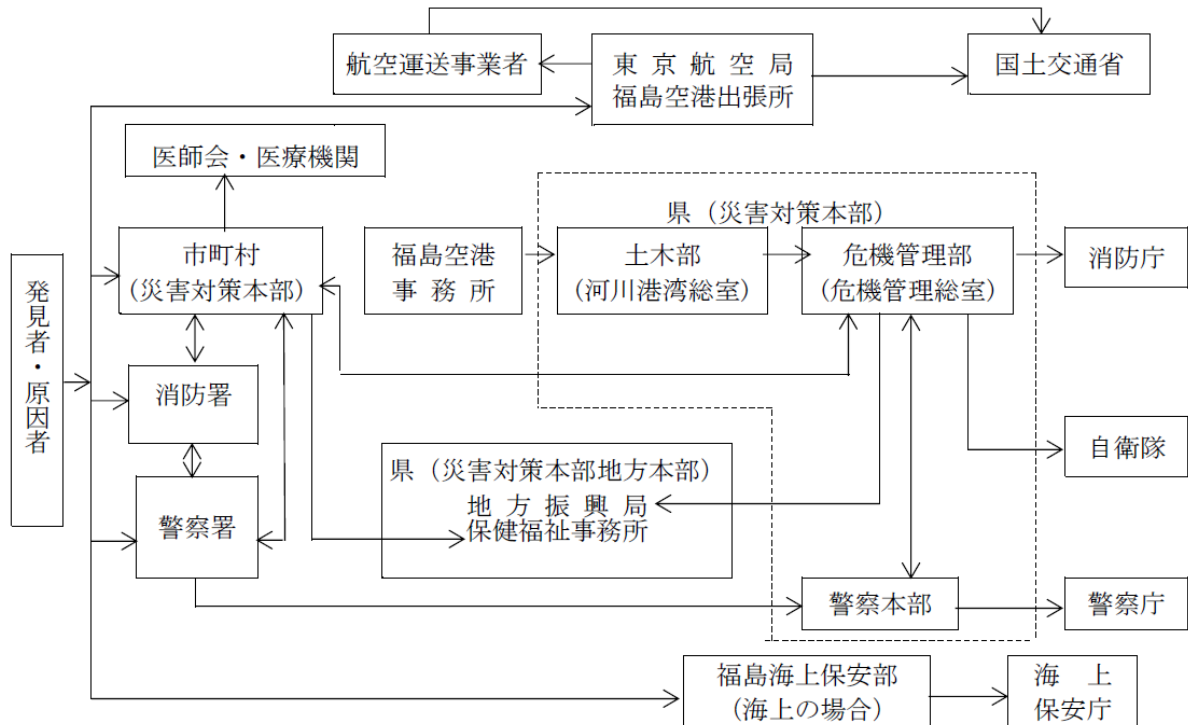 航空運送事業者
東京航空局
福島空港出張所
国土交通省
医師会・医療機関
県（災害対策本部）
市町村
（災害対策本部）
福島空港
事務所
土木部
（河川港湾総室）
危機管理部
（危機管理総室）
消防庁
発見者・原因者
消防署
自衛隊
県（災害対策本部地方本部）
地方振興局
保健福祉事務所
警察署
警察本部
警察庁
福島海上保安部
（海上の場合）
海上
保安庁